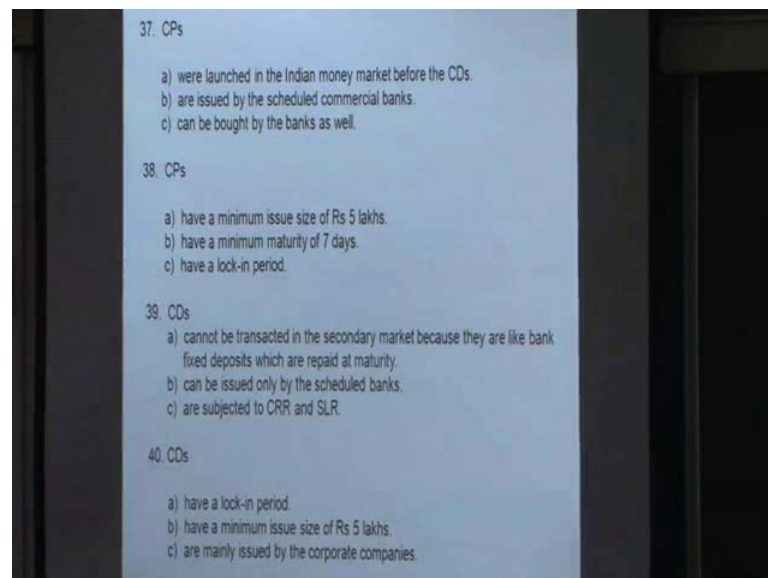 37. CPs
a) were launched in the Indian money market before the CDs.
b) are issued by the scheduled commercial banks.
c) can be bought by the banks as well.
38. CPs
a) have a minimum issue size of Rs 5 lakhs.
b) have a minimum maturity of 7 days.
c) have a lock-in period.
39. CDs
a) cannot be transacted in the secondary market because they are like bank
fixed deposits which are repaid at maturity.
b) can be issued only by the scheduled banks.
c) are subjected to CRR and SLR.
40. CDs
a) have a lock-in period.
b) have a minimum issue size of Rs 5 lakhs.
c) are mainly issued by the corporate companies.